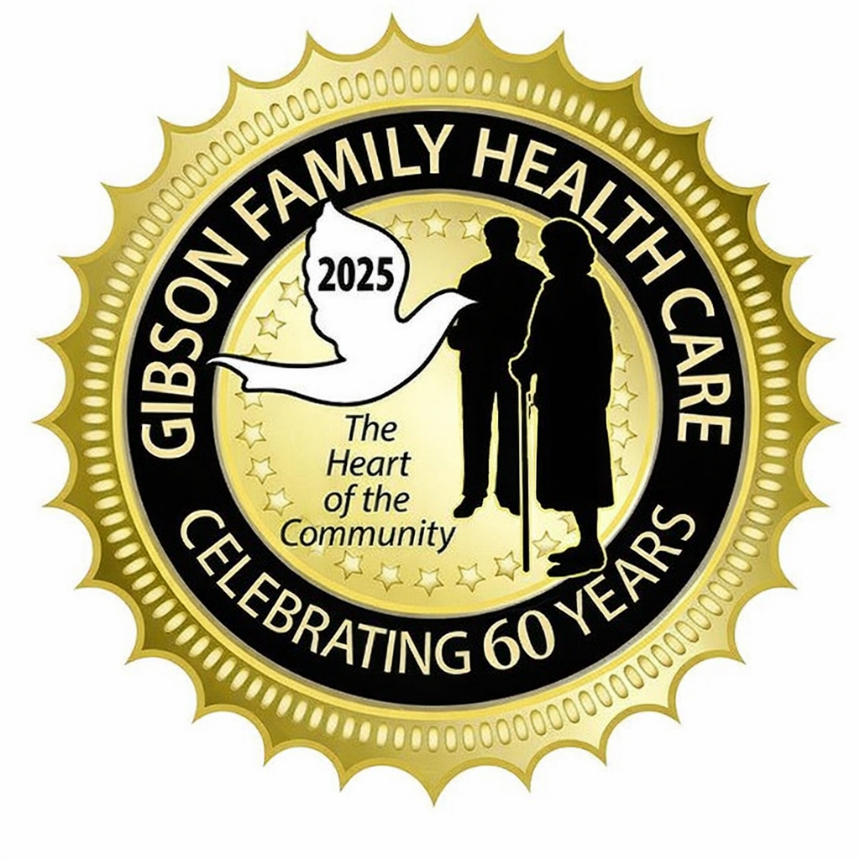 GIBSON FAMILY HEALTH CARE
2025
The
Heart
of the
Community
CELEBRATING 60 YEARS